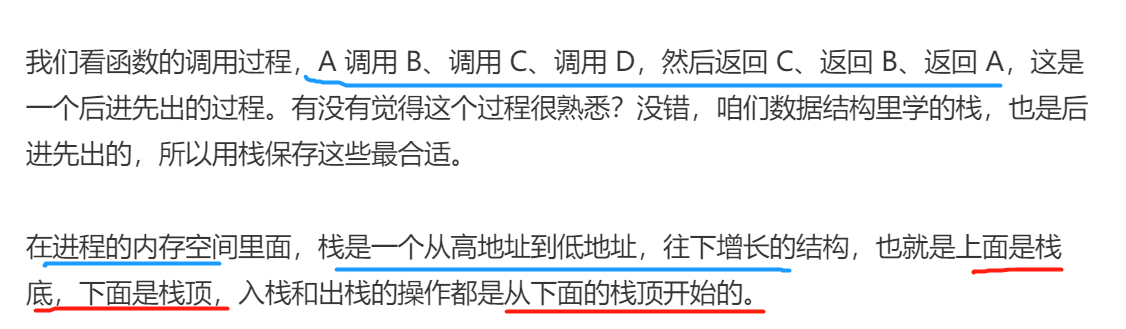 我们看函数的调用过程，A 调用 B、调用 C、调用 D，然后返回 C、返回 B、返回 A，这是
一个后进先出的过程。有没有觉得这个过程很熟悉？没错，咱们数据结构里学的栈，也是后
进先出的，所以用栈保存这些最合适。
在进程的内存空间里面，栈是一个从高地址到低地址，往下增长的结构，也就是上面是栈
底，下面是栈顶，入栈和出栈的操作都是从下面的栈顶开始的。